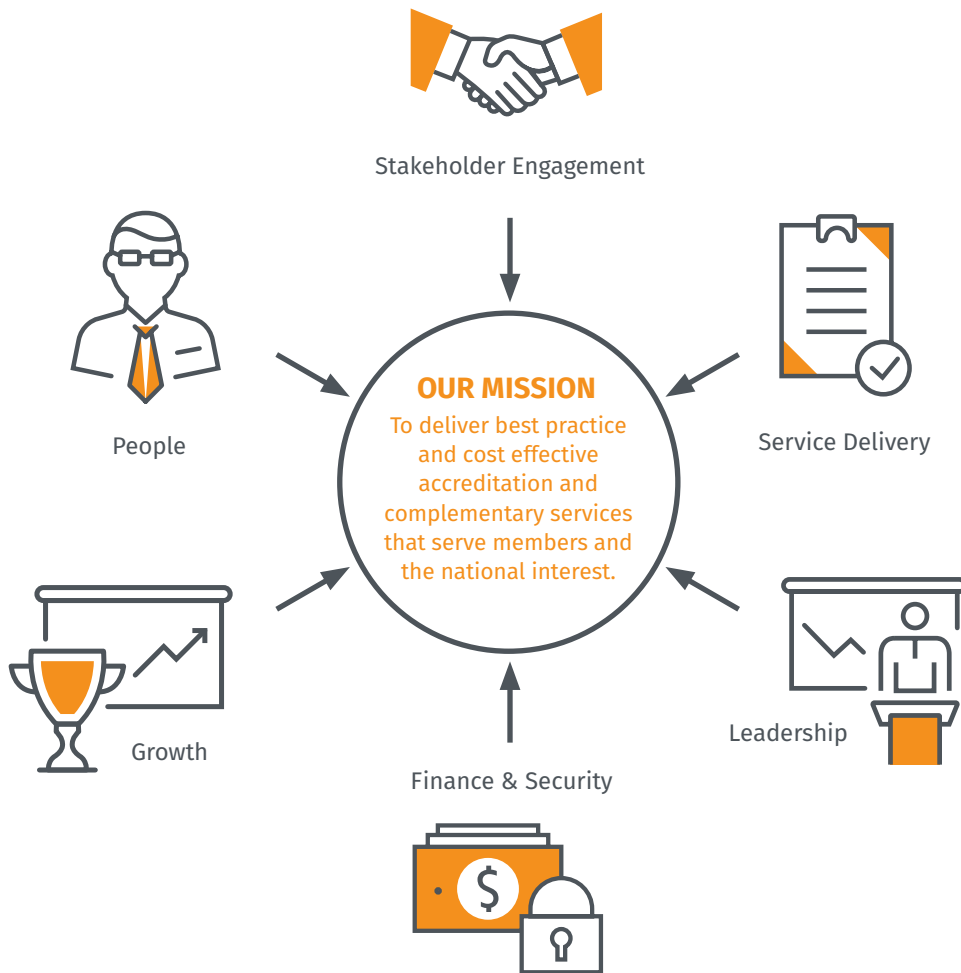 Stakeholder Engagement
People
Service Delivery
OUR MISSION
To deliver best practice
and cost effective
accreditation and
complementary services
that serve members and
the national interest.
Growth
Leadership
Finance & Security
$